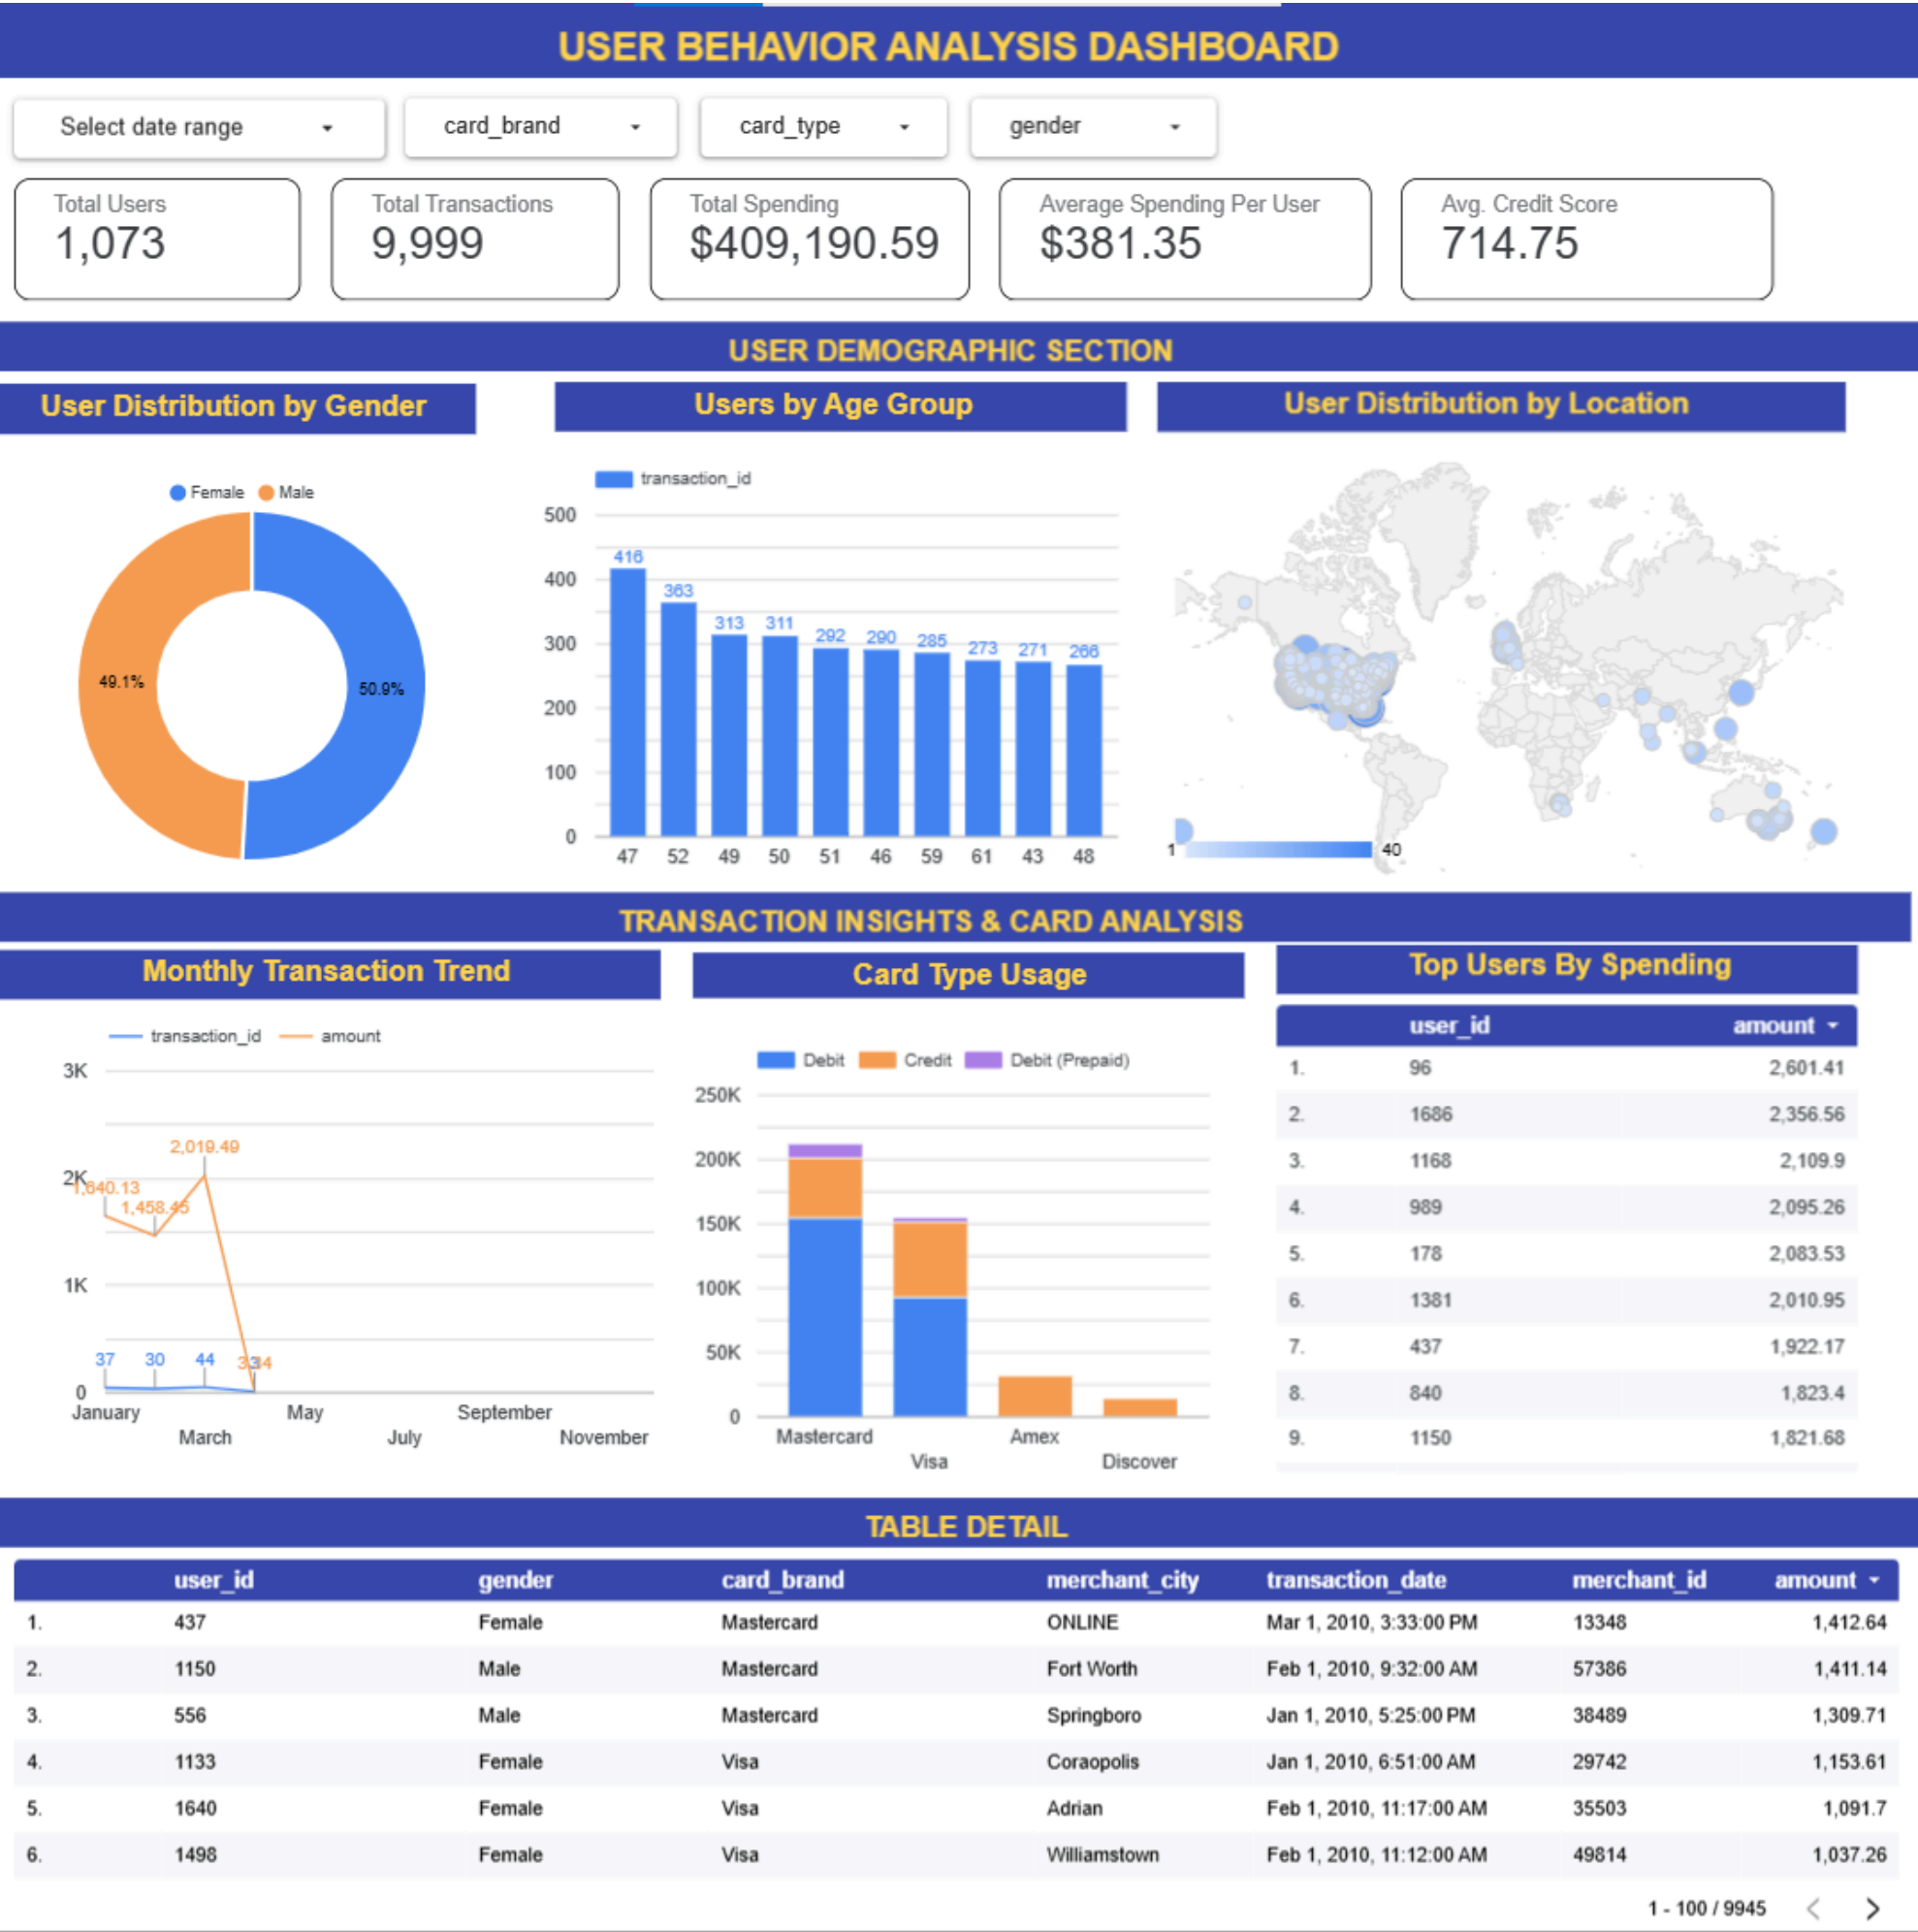 USER BEHAVIOR ANALYSIS DASHBOARD
Select date range
card_brand
card_type
gender
Total Users
1,073
Total Transactions
9,999
Total Spending
$409,190.59
Average Spending Per User
$381.35
Avg. Credit Score
714.75
USER DEMOGRAPHIC SECTION
User Distribution by Gender
Female Male
49.1%
50.9%
Users by Age Group
transaction_id
500
400
300
200
100
0
416 363 313 311 292 290 285 273 271 266
47 52 49 50 51 46 59 61 43 48
User Distribution by Location
1 40
TRANSACTION INSIGHTS & CARD ANALYSIS
Monthly Transaction Trend
transaction_id amount
3K
2K
1K
0
1,640.13
1,458.45
2,019.49
37 30 44
January March May July September November
Card Type Usage
Debit Credit Debit (Prepaid)
250K
200K
150K
100K
50K
0
Mastercard Visa Amex Discover
Top Users By Spending
user_id amount
1. 96 2,601.41
2. 1686 2,356.56
3. 1168 2,109.9
4. 989 2,095.26
5. 178 2,083.53
6. 1381 2,010.95
7. 437 1,922.17
8. 840 1,823.4
9. 1150 1,821.68
TABLE DETAIL
user_id gender card_brand merchant_city transaction_date merchant_id amount
1. 437 Female Mastercard ONLINE Mar 1, 2010, 3:33:00 PM 13348 1,412.64
2. 1150 Male Mastercard Fort Worth Feb 1, 2010, 9:32:00 AM 57386 1,411.14
3. 556 Male Mastercard Springboro Jan 1, 2010, 5:25:00 PM 38489 1,309.71
4. 1133 Female Visa Coraopolis Jan 1, 2010, 6:51:00 AM 29742 1,153.61
5. 1640 Female Visa Adrian Feb 1, 2010, 11:17:00 AM 35503 1,091.7
6. 1498 Female Visa Williamstown Feb 1, 2010, 11:12:00 AM 49814 1,037.26
1 - 100 / 9945